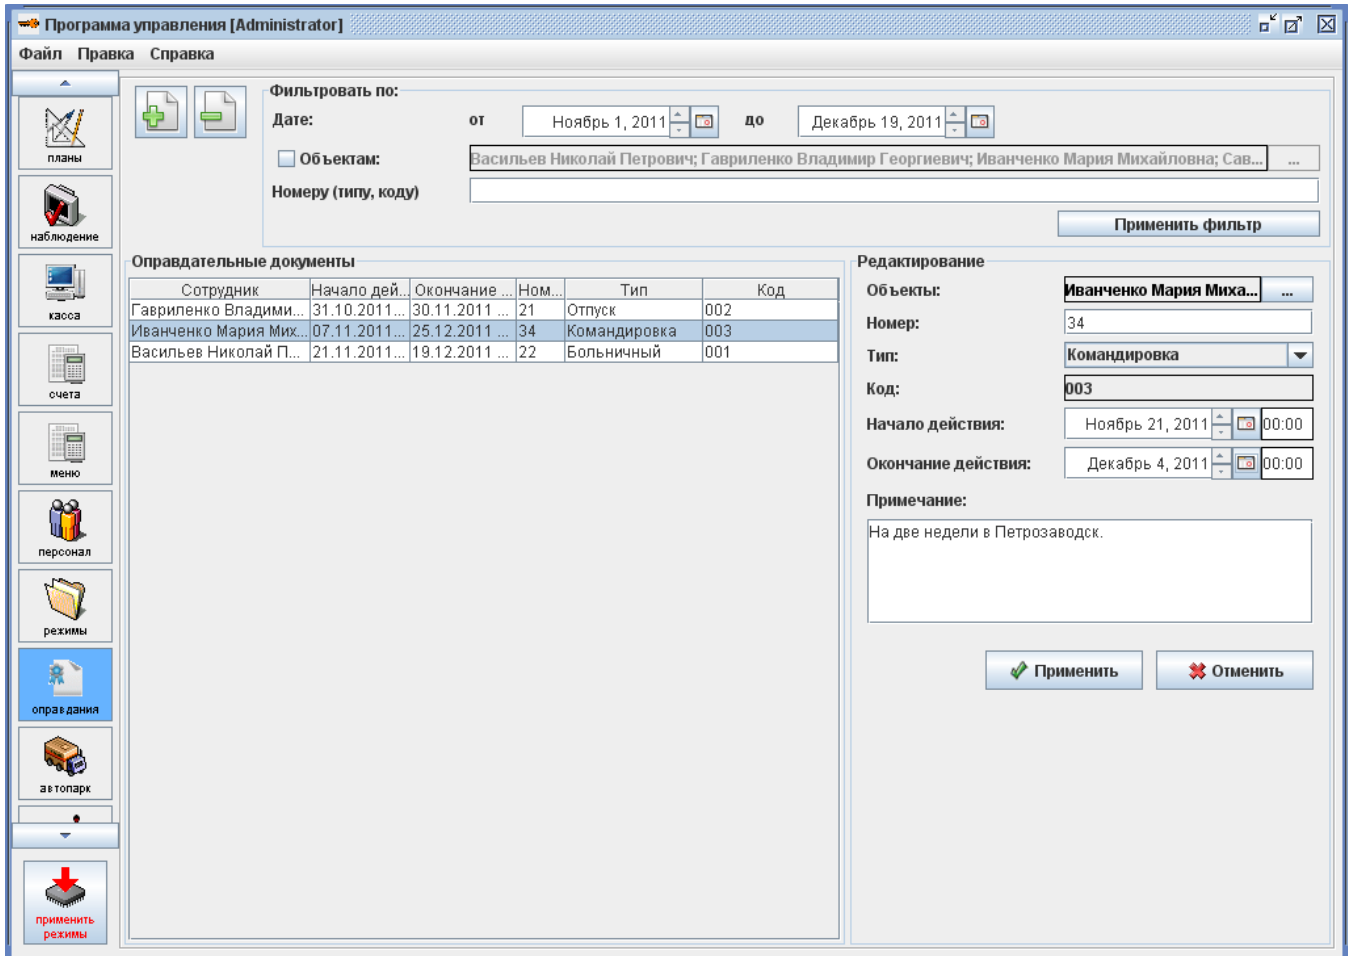 Программа управления [Administrator]
Файл Правка Справка
планы
наблюдение
касса
счета
меню
персонал
режимы
оправдания
автопарк
применить
режимы
Фильтровать по:
Дате: от Ноябрь 1, 2011 до Декабрь 19, 2011
Объектам: Васильев Николай Петрович; Гавриленко Владимир Георгиевич; Иванченко Мария Михайловна; Сав... ...
Номеру (типу, коду)
Применить фильтр
Оправдательные документы
Сотрудник Начало дей... Окончание ... Ном... Тип Код
Гавриленко Владими... 31.10.2011... 30.11.2011 ... 21 Отпуск 002
Иванченко Мария Мих... 07.11.2011... 25.12.2011 ... 34 Командировка 003
Васильев Николай П... 21.11.2011... 19.12.2011 ... 22 Больничный 001
Редактирование
Объекты: Иванченко Мария Миха... ...
Номер: 34
Тип: Командировка
Код: 003
Начало действия: Ноябрь 21, 2011 00:00
Окончание действия: Декабрь 4, 2011 00:00
Примечание:
На две недели в Петрозаводск.
Применить Отменить